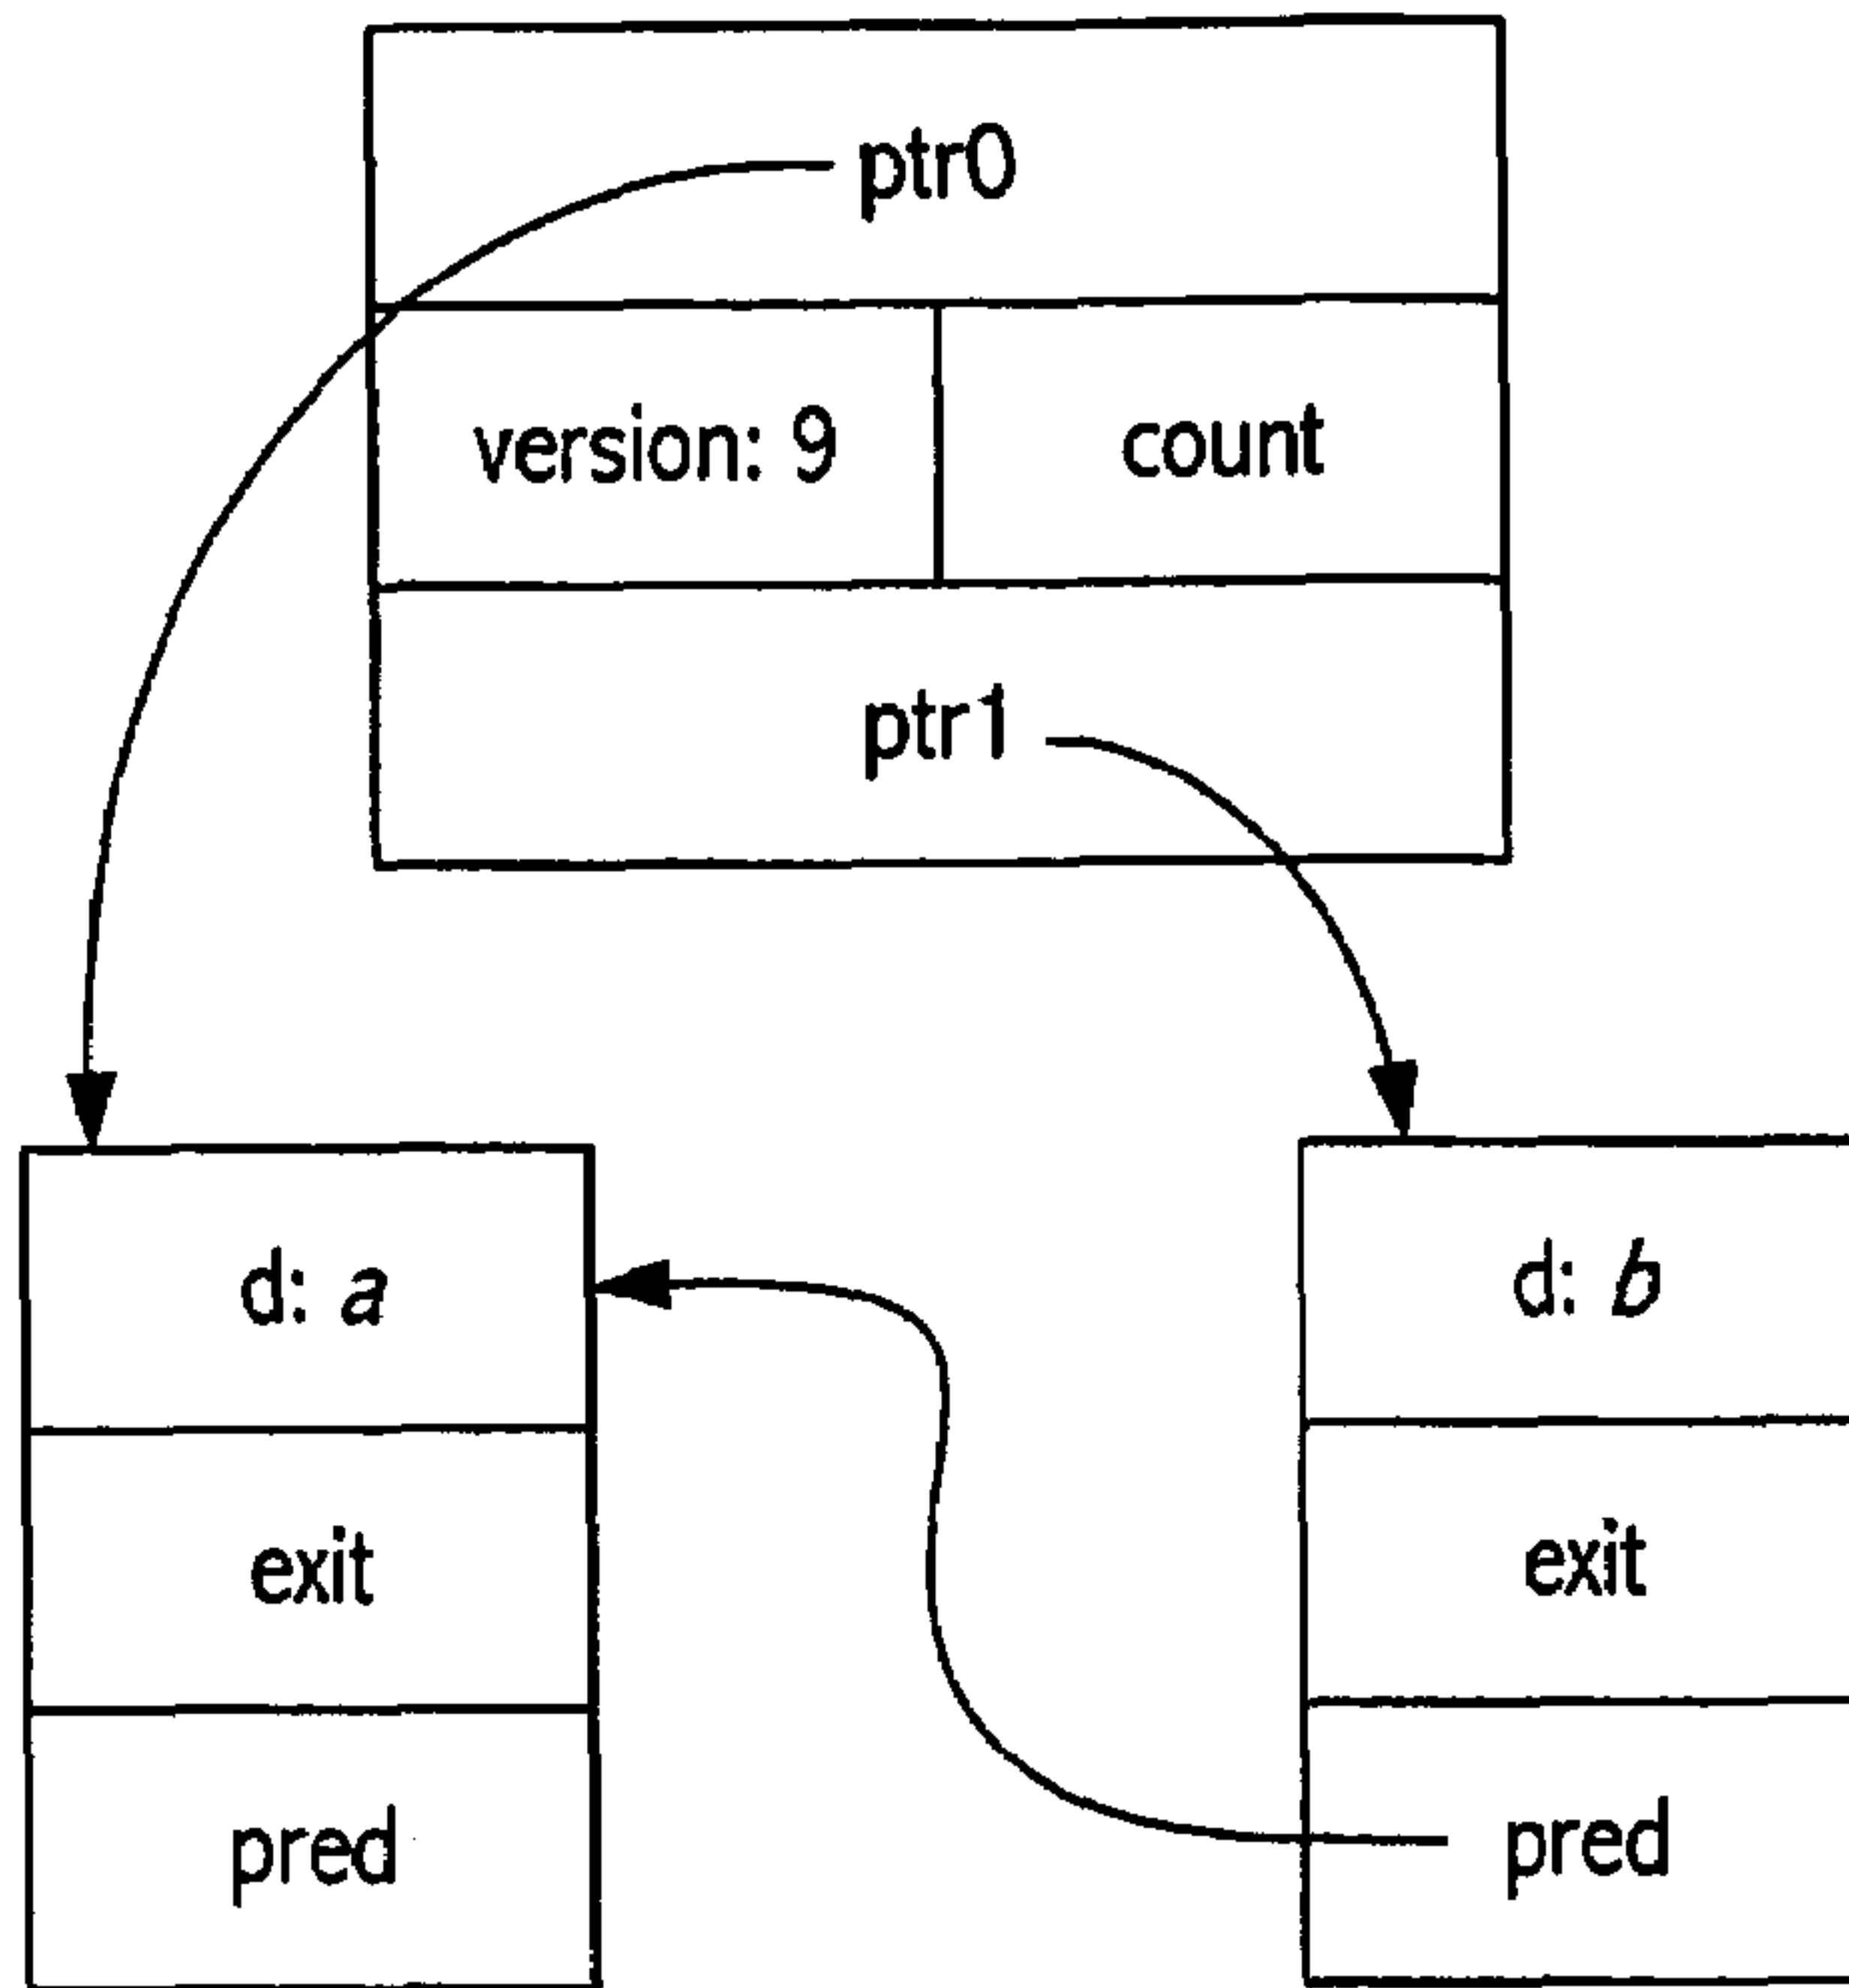 ptr0
version: 9 count
ptr1
d: a d: b
exit exit
pred pred